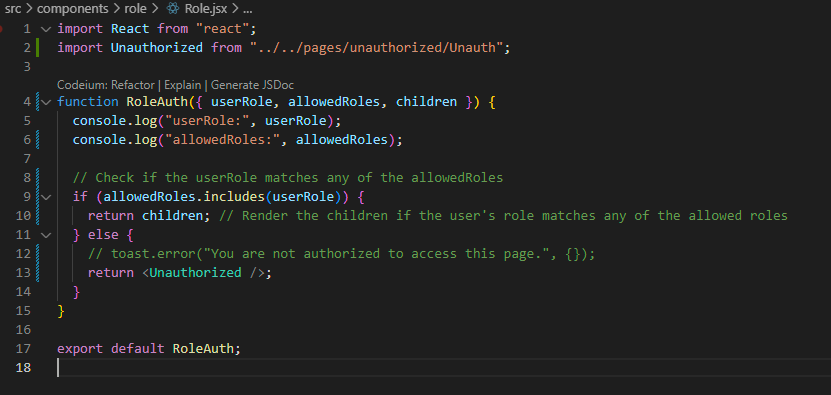 src > components > role > Role.jsx > ...
1 import React from "react";
2 import Unauthorized from "../../pages/unauthorized/Unauth";
3
Codeium: Refactor | Explain | Generate JSDoc
4 function RoleAuth({ userRole, allowedRoles, children }) {
5 console.log("userRole:", userRole);
6 console.log("allowedRoles:", allowedRoles);
7
8 // Check if the userRole matches any of the allowedRoles
9 if (allowedRoles.includes(userRole)) {
10 return children; // Render the children if the user's role matches any of the allowed roles
11 } else {
12 // toast.error("You are not authorized to access this page.", {});
13 return <Unauthorized />;
14 }
15 }
16
17 export default RoleAuth;
18